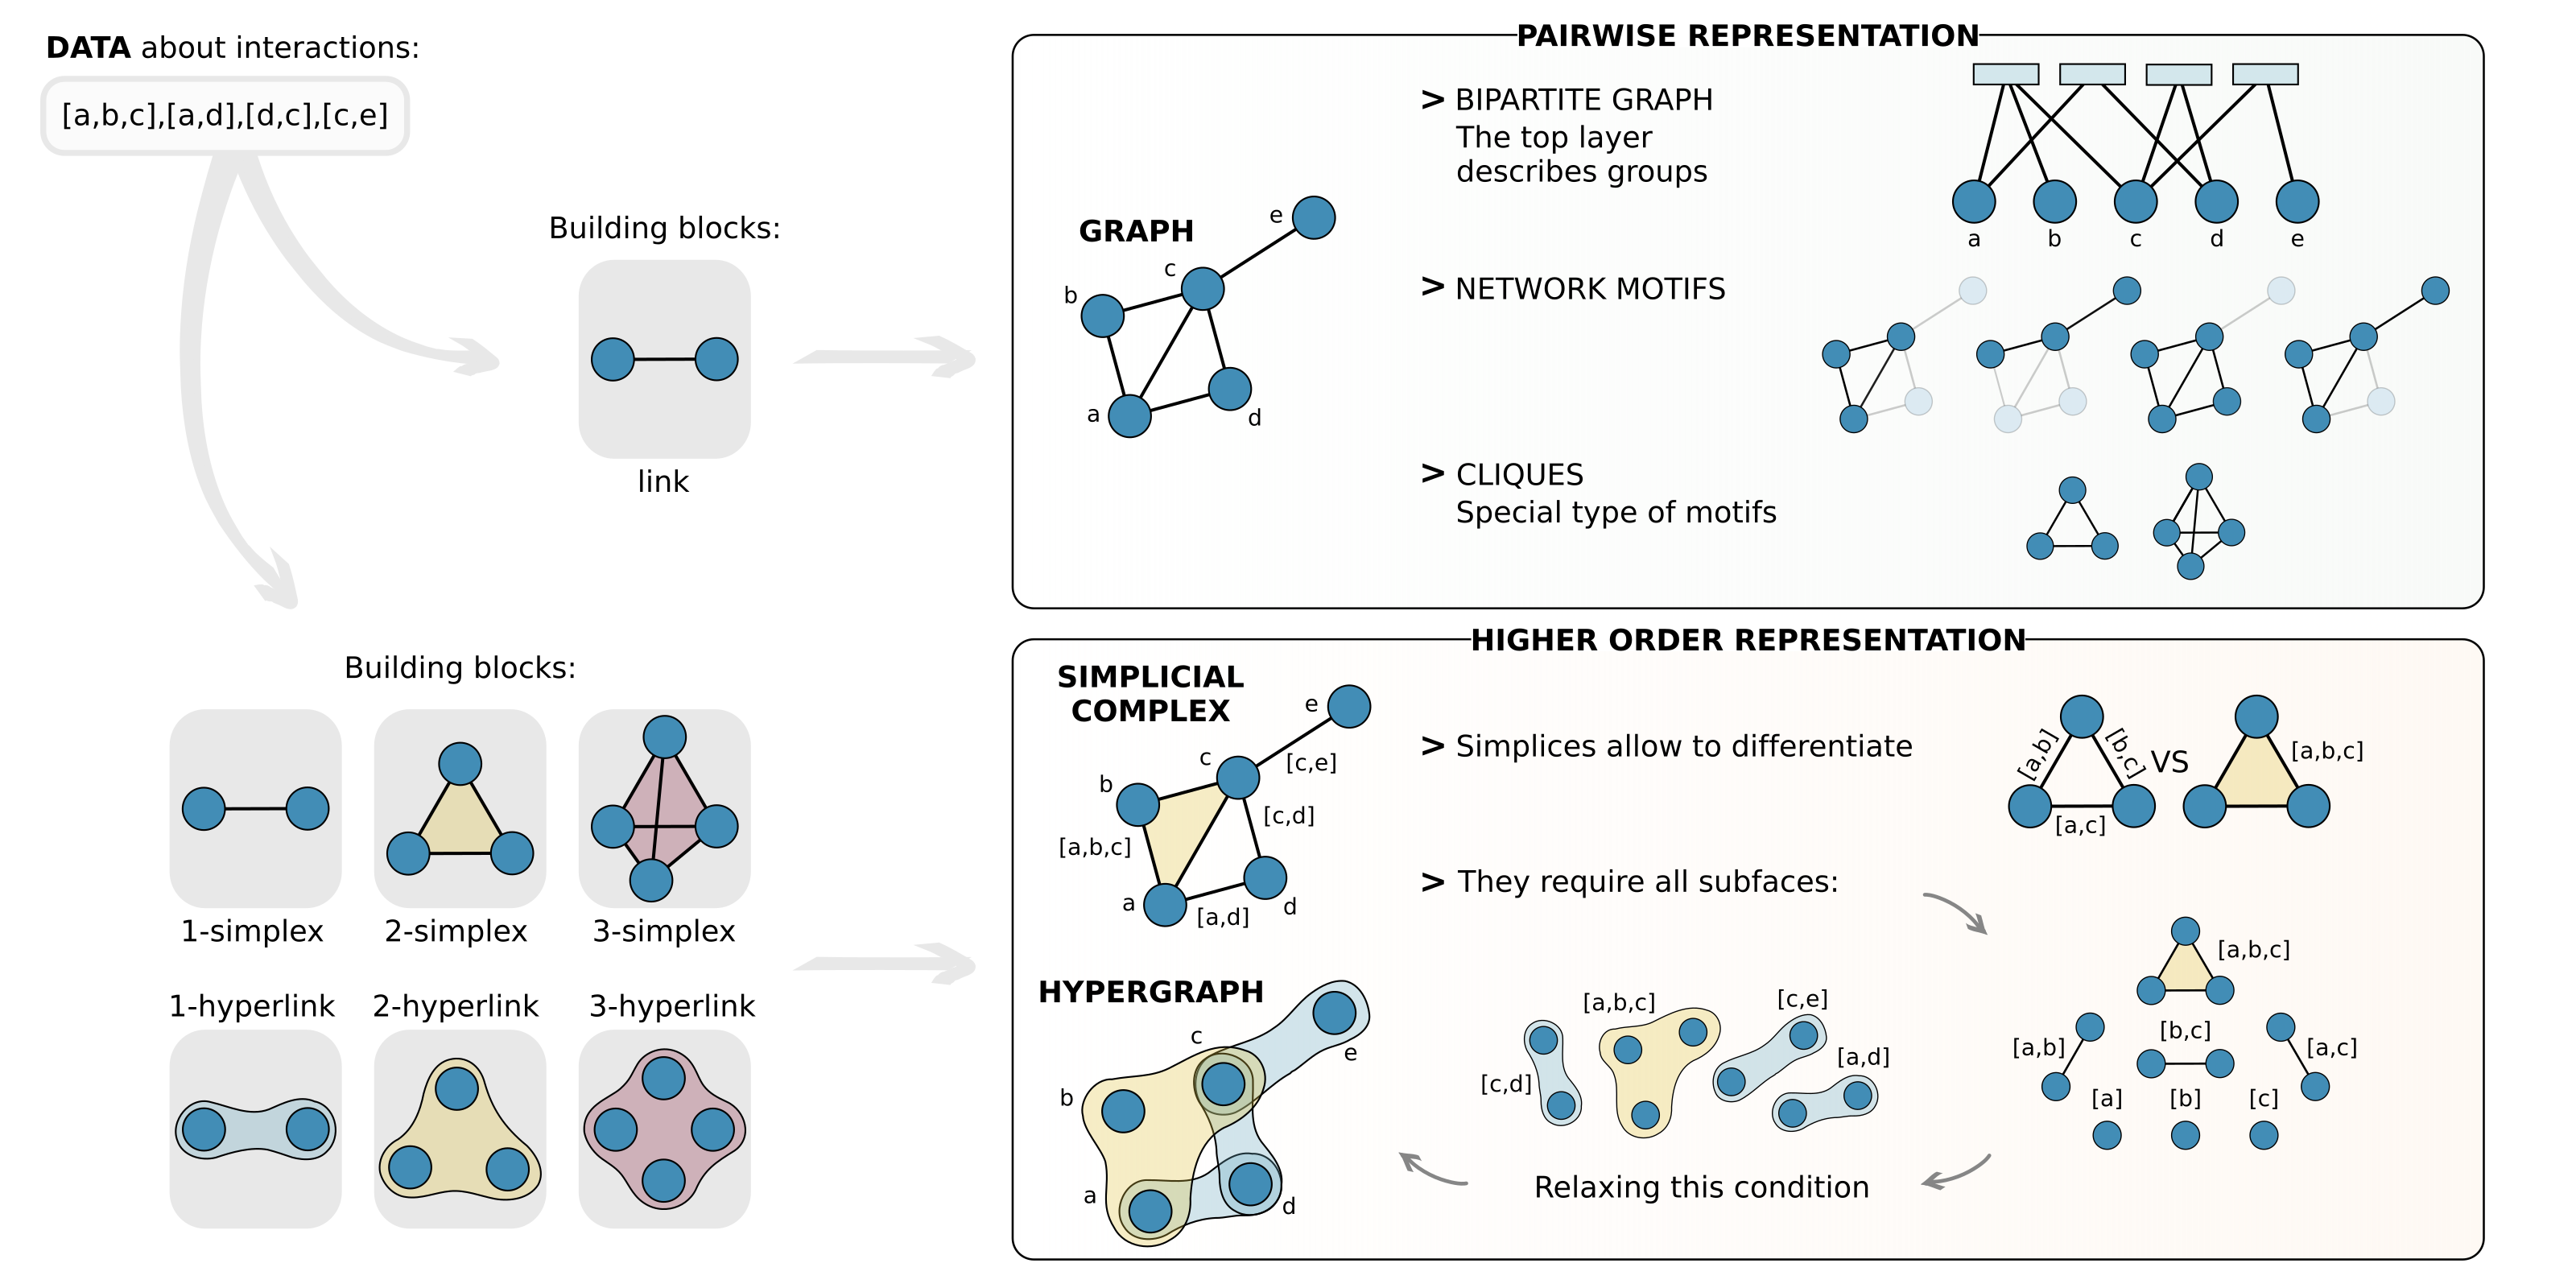 DATA about interactions:
[a,b,c],[a,d],[d,c],[c,e]
Building blocks:
link
Building blocks:
1-simplex 2-simplex 3-simplex
1-hyperlink 2-hyperlink 3-hyperlink
PAIRWISE REPRESENTATION
GRAPH
e
c
b
a
d
> BIPARTITE GRAPH
The top layer
describes groups
a b c d e
> NETWORK MOTIFS
> CLIQUES
Special type of motifs
HIGHER ORDER REPRESENTATION
SIMPLICIAL
COMPLEX
e
c
[c,e]
b
[c,d]
[a,b,c]
a
[a,d]
d
> Simplices allow to differentiate
[a,b]
[b,c]
[a,c]
VS
[a,b,c]
> They require all subfaces:
[a,b,c]
[a,b]
[b,c]
[a,c]
[a] [b] [c]
Relaxing this condition
[a,b,c]
[c,e]
[c,d]
[a,d]
HYPERGRAPH
c
e
b
a
d